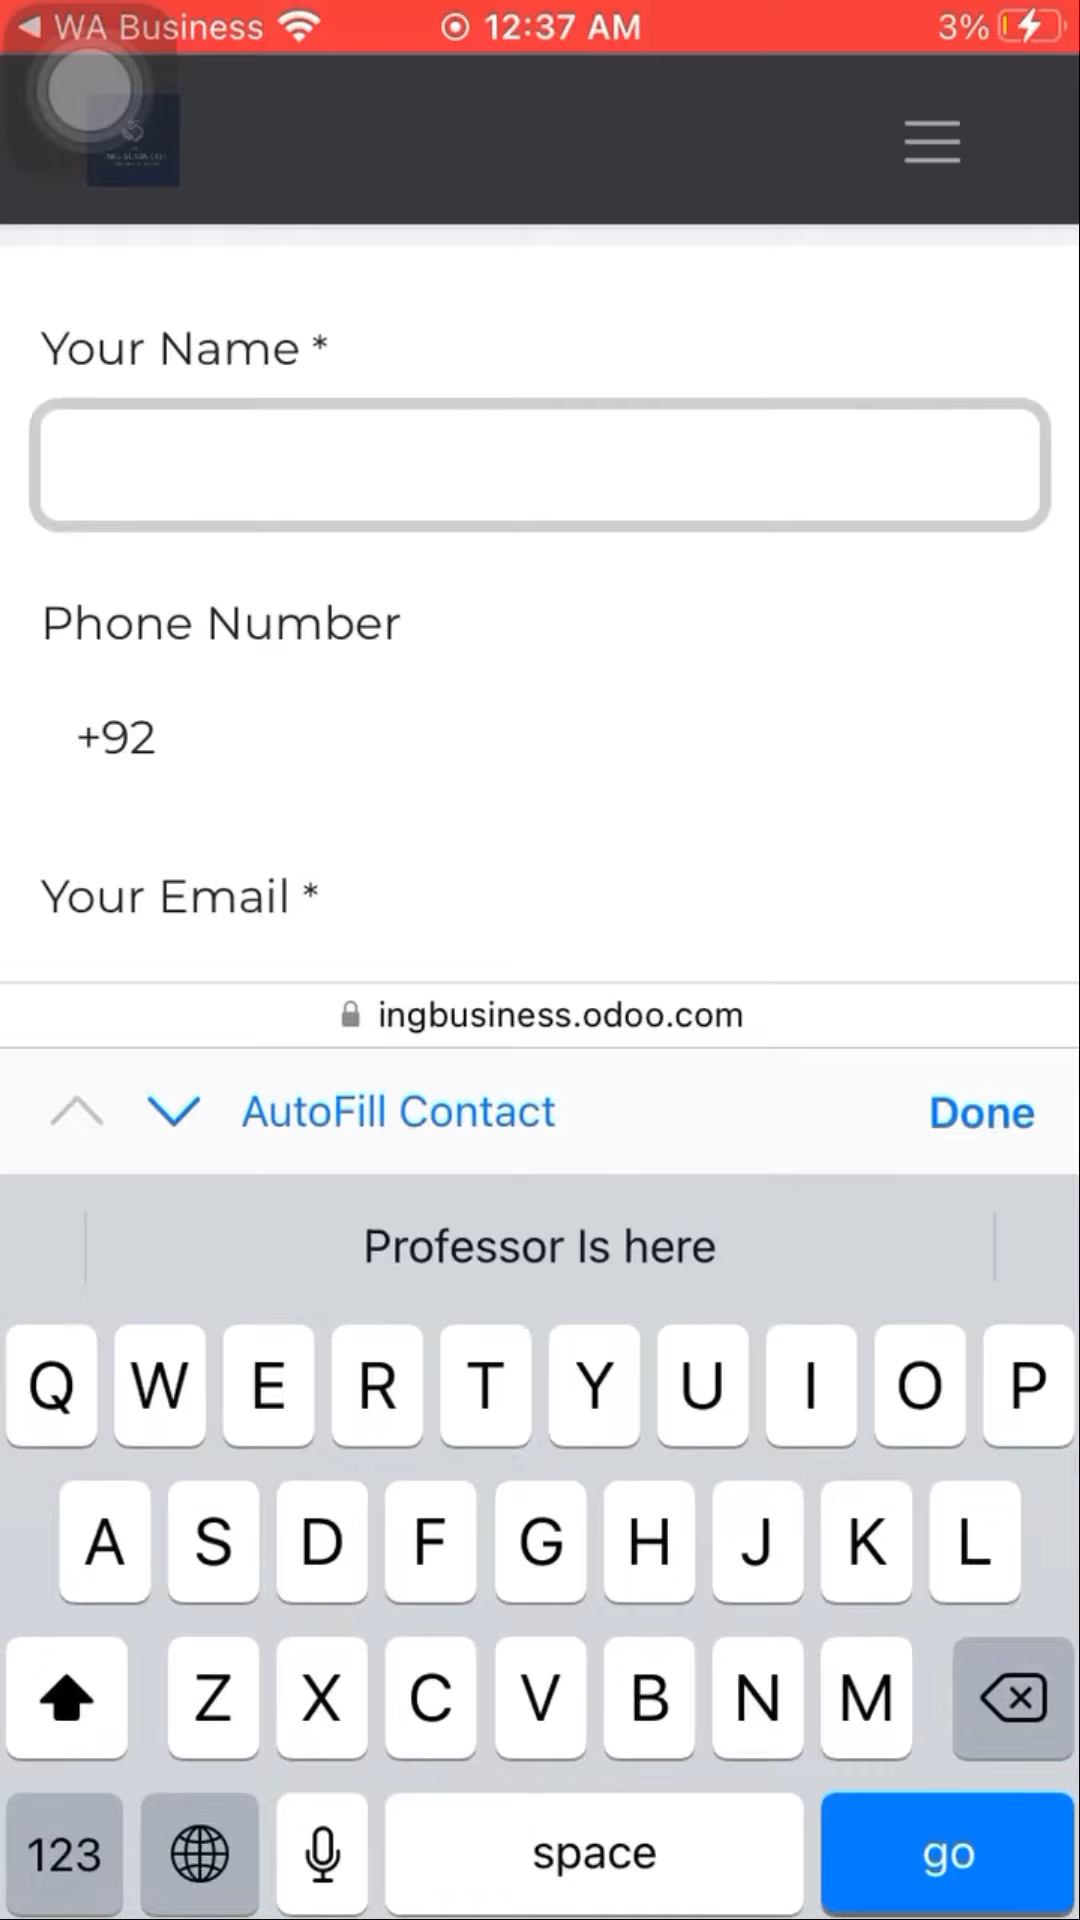 WA Business 12:37 AM 3%
Your Name *
Phone Number
+92
Your Email *
ingbusiness.odoo.com
AutoFill Contact Done
Professor Is here
Q W E R T Y U I O P
A S D F G H J K L
Z X C V B N M
123 space go